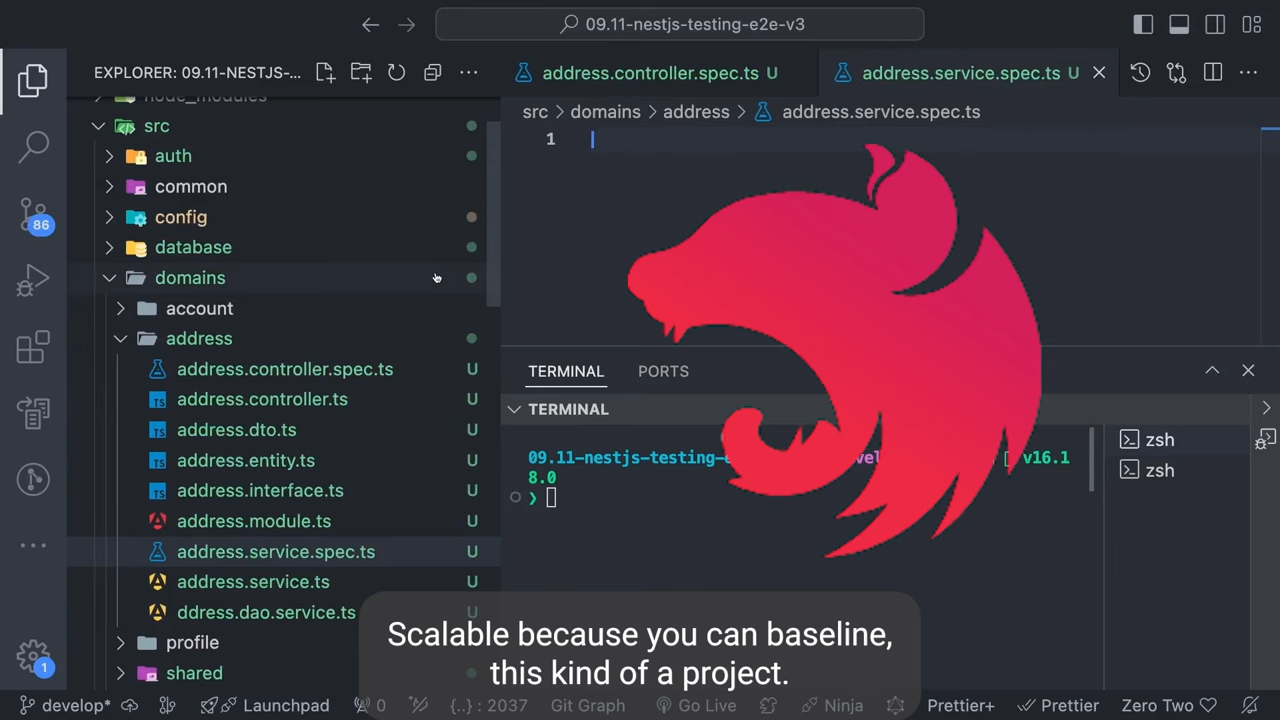 09.11-nestjs-testing-e2e-v3
EXPLORER: 09.11-NESTJS-...
address.controller.spec.ts U
address.service.spec.ts U
node_modules
src
auth
common
config
database
domains
account
address
address.controller.spec.ts U
address.controller.ts U
address.dto.ts U
address.entity.ts U
address.interface.ts U
address.module.ts U
address.service.spec.ts U
address.service.ts U
ddress.dao.service.ts U
profile
shared
86
1
src > domains > address > address.service.spec.ts
1
TERMINAL
PORTS
TERMINAL
09.11-nestjs-testing-
v16.1
8.0
zsh
zsh
Scalable because you can baseline,
this kind of a project.
develop*
Launchpad
0
{..} : 2037
Git Graph
Go Live
Ninja
Prettier+
Prettier
Zero Two